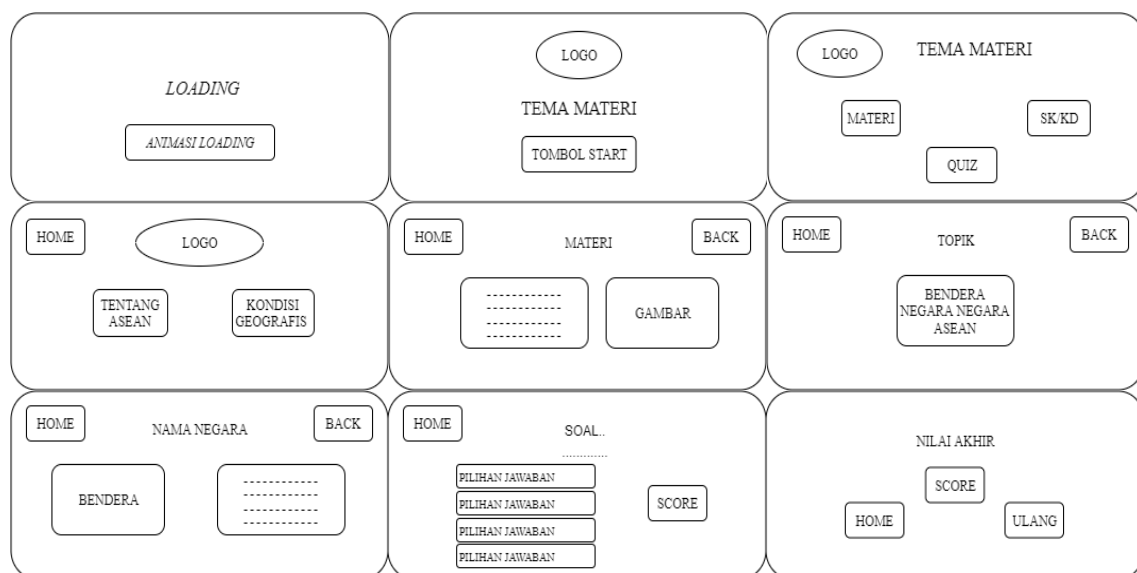 LOADING
ANIMASI LOADING
LOGO
TEMA MATERI
TOMBOL START
LOGO
TEMA MATERI
MATERI
SK/KD
QUIZ
HOME
LOGO
TENTANG
ASEAN
KONDISI
GEOGRAFIS
HOME
MATERI
BACK
GAMBAR
HOME
TOPIK
BACK
BENDERA
NEGARA NEGARA
ASEAN
HOME
NAMA NEGARA
BACK
BENDERA
HOME
SOAL..
.............
PILIHAN JAWABAN
PILIHAN JAWABAN
PILIHAN JAWABAN
PILIHAN JAWABAN
SCORE
NILAI AKHIR
SCORE
HOME
ULANG